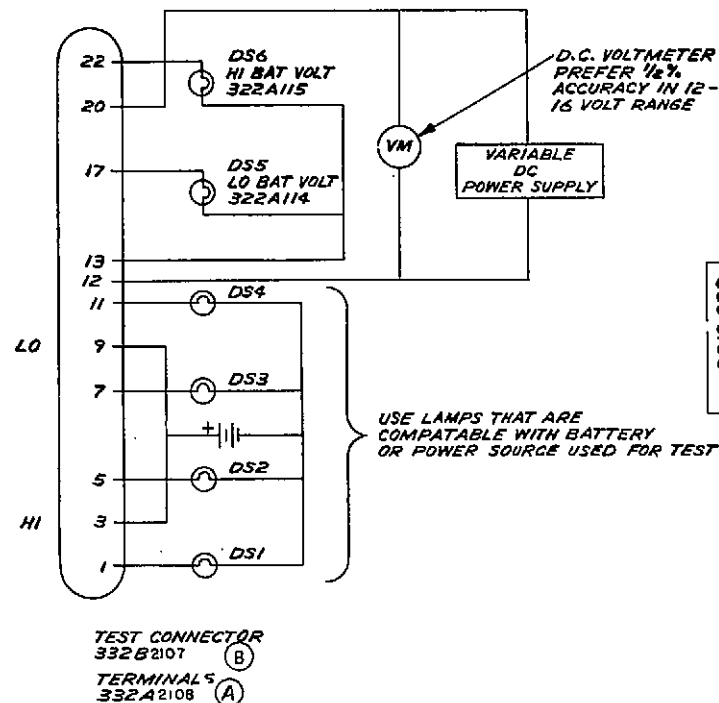 22
DS6
HI BAT VOLT
322A115
20
17
DS5
LO BAT VOLT
322A114
13
12
11
DS4
LO
9
7
DS3
+
5
DS2
HI
3
1
DS1
VM
D.C. VOLTMETER
PREFER 1/2%
ACCURACY IN 12-
16 VOLT RANGE
VARIABLE
DC
POWER SUPPLY
USE LAMPS THAT ARE
COMPATABLE WITH BATTERY
OR POWER SOURCE USED FOR TEST
TEST CONNECTOR
332B2107 B
TERMINALS
332A2108 A